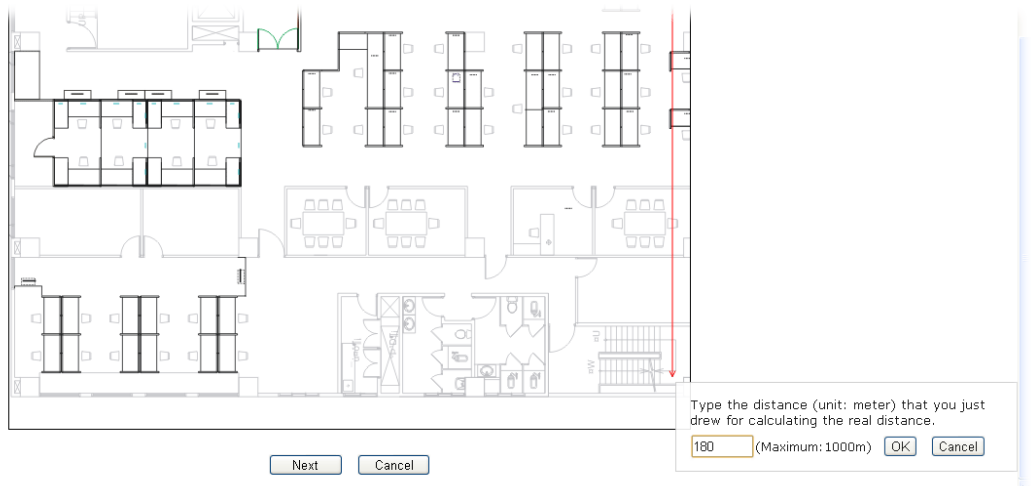 Type the distance (unit: meter) that you just
drew for calculating the real distance.
180 (Maximum: 1000m) OK Cancel
Next Cancel